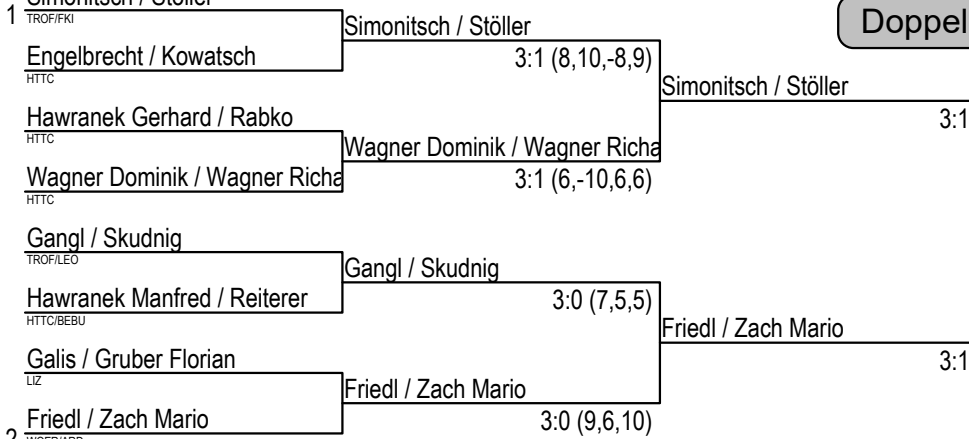 Doppel
1 Simonitsch / Stöller
TROF/FKI
Engelbrecht / Kowatsch
HTTC
Hawranek Gerhard / Rabko
HTTC
Wagner Dominik / Wagner Richa
HTTC
Gangl / Skudnig
TROF/LEO
Hawranek Manfred / Reiterer
HTTC/BEBU
Galis / Gruber Florian
LIZ
2 Friedl / Zach Mario
Simonitsch / Stöller
3:1 (8,10,-8,9)
Wagner Dominik / Wagner Richa
3:1 (6,-10,6,6)
Gangl / Skudnig
3:0 (7,5,5)
Friedl / Zach Mario
3:0 (9,6,10)
Simonitsch / Stöller
3:1
Friedl / Zach Mario
3:1